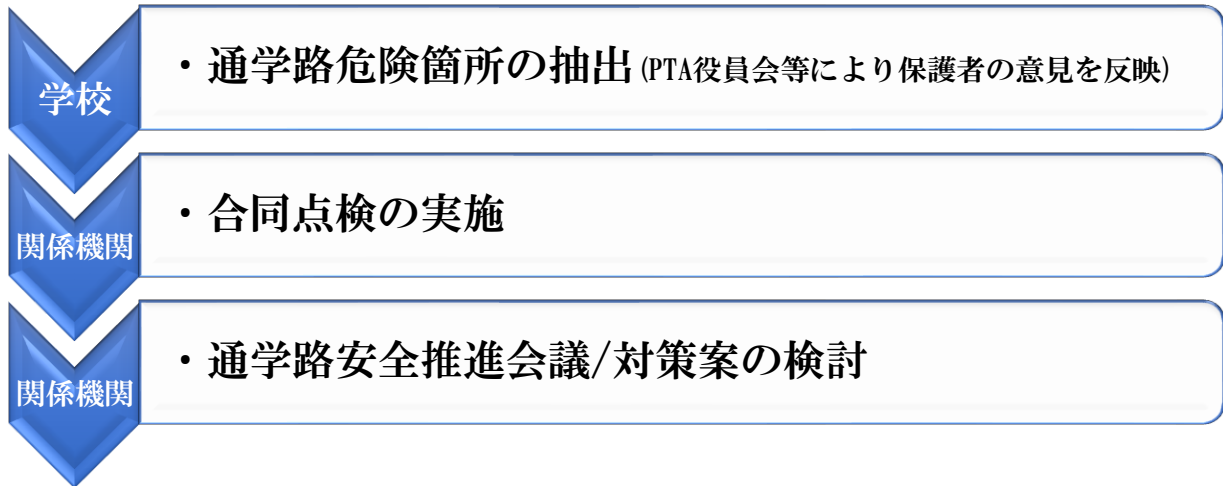 学校
・通学路危険箇所の抽出(PTA役員会等により保護者の意見を反映)
関係機関
・合同点検の実施
関係機関
・通学路安全推進会議/対策案の検討